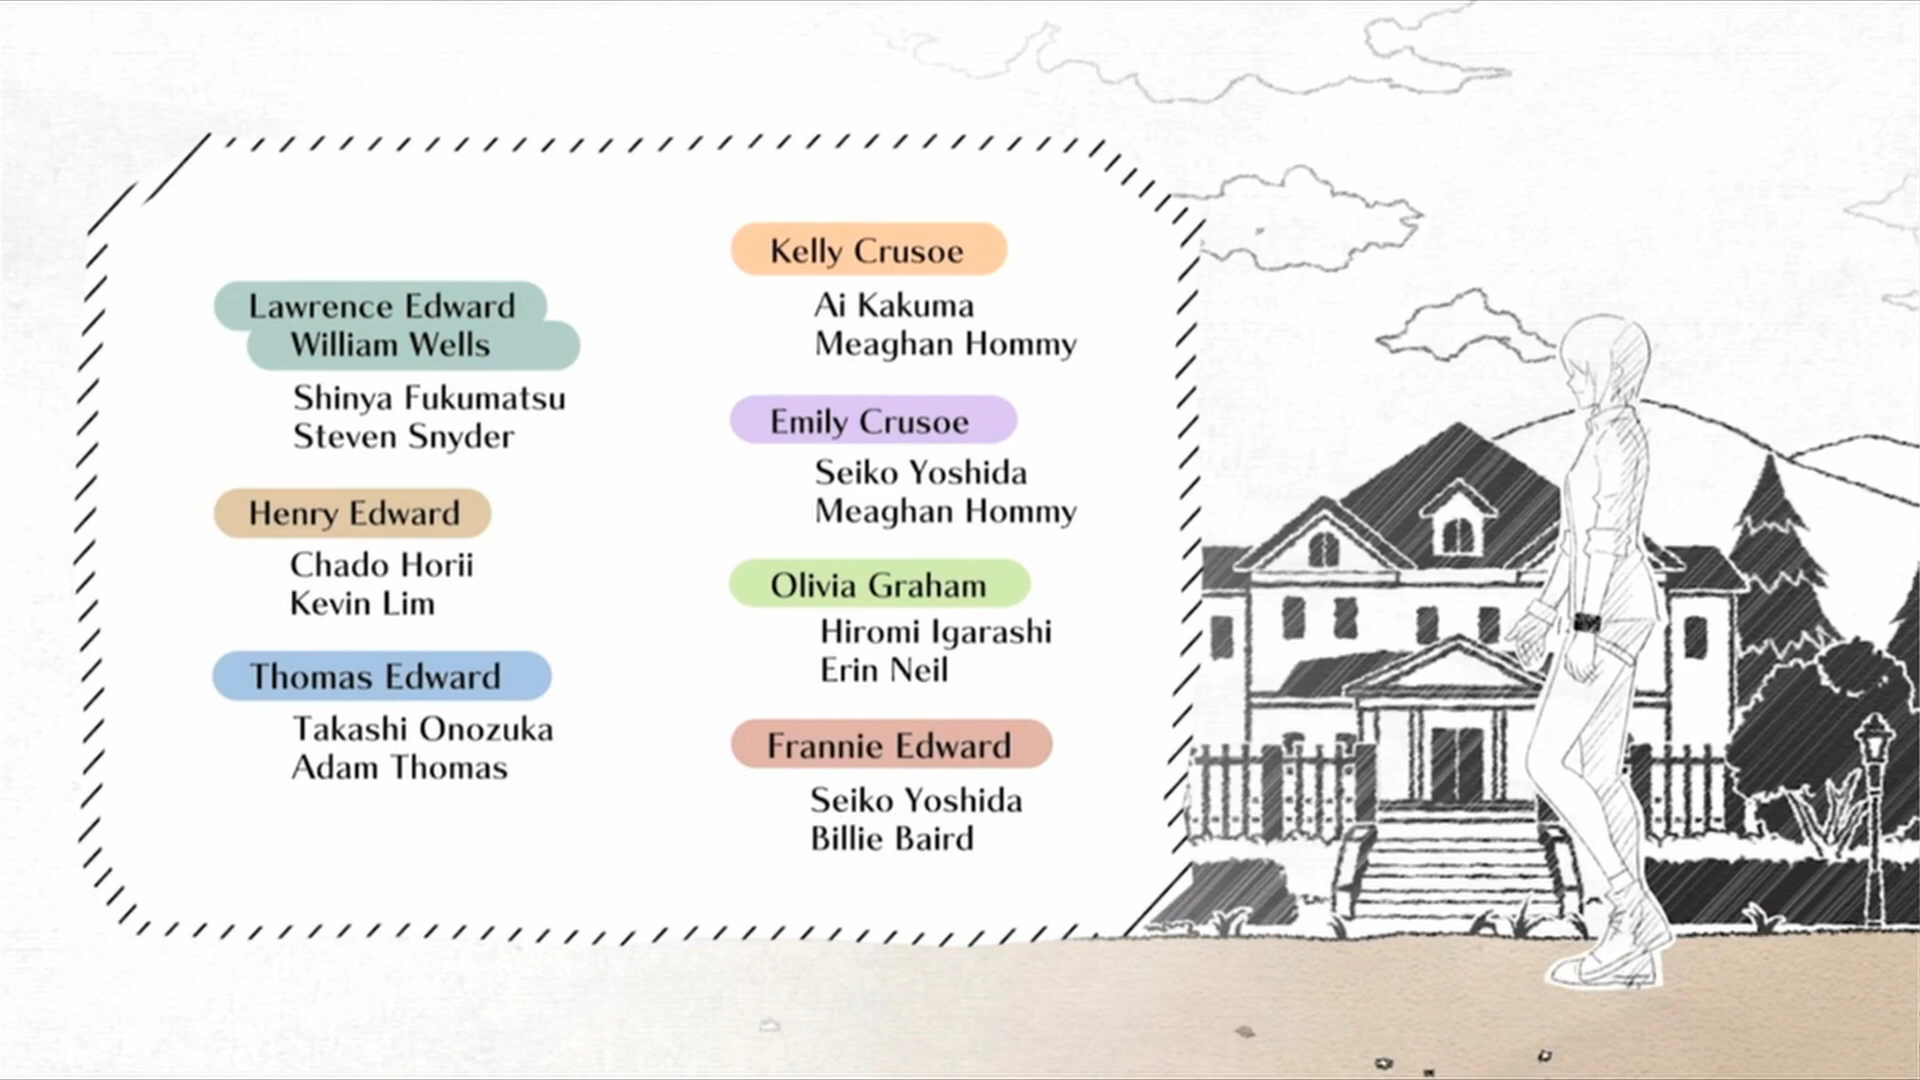 Lawrence Edward
William Wells
Shinya Fukumatsu
Steven Snyder
Henry Edward
Chado Horii
Kevin Lim
Thomas Edward
Takashi Onozuka
Adam Thomas
Kelly Crusoe
Ai Kakuma
Meaghan Hommy
Emily Crusoe
Seiko Yoshida
Meaghan Hommy
Olivia Graham
Hiromi Igarashi
Erin Neil
Frannie Edward
Seiko Yoshida
Billie Baird